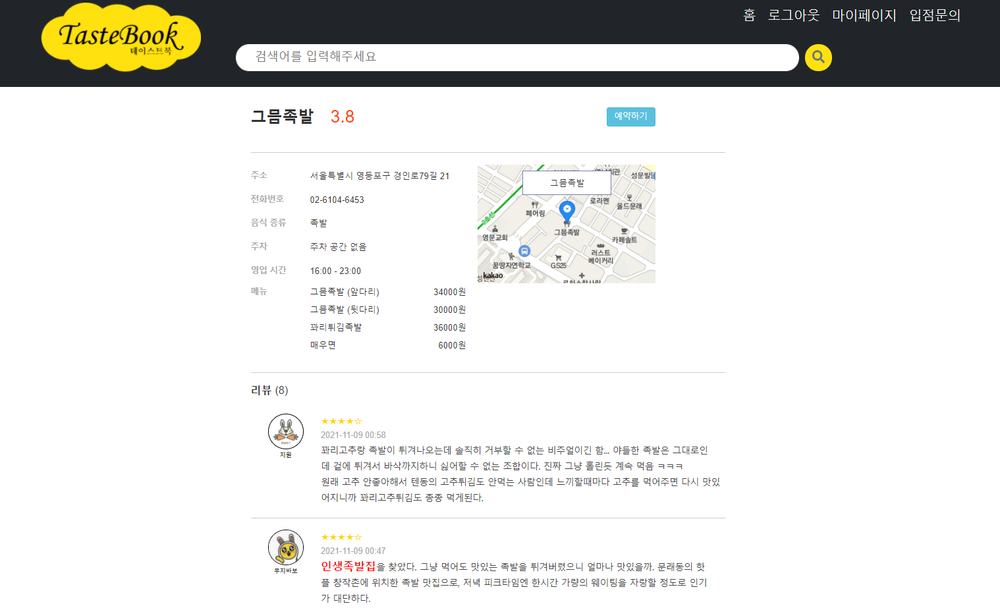 TasteBook
테이스트북
홈 로그아웃 마이페이지 입점문의
검색어를 입력해주세요
그믐족발 3.8
예약하기
주소 서울특별시 영등포구 경인로79길 21
전화번호 02-6104-6453
음식 종류 족발
주차 주차 공간 없음
영업 시간 16:00 - 23:00
메뉴 그믐족발 (앞다리) 34000원
그믐족발 (뒷다리) 30000원
꽈리튀김족발 36000원
매우면 6000원
성문빌딩
그믐족발
로라멘
올드문래
페어링
2호선
그믐족발
영문교회
카페솔트
러스트
베이커리
꿈땅자연학교
GS25
kakao
리뷰 (8)
지원
★★★★☆
2021-11-09 00:58
꽈리고추랑 족발이 튀겨나오는데 솔직히 거부할 수 없는 비주얼이긴 함... 야들한 족발은 그대로인
데 겉에 튀겨서 바삭까지하니 싫어할 수 없는 조합이다. 진짜 그냥 홀린듯 계속 먹음 ㅋㅋㅋ
원래 고추 안좋아해서 텐동의 고추튀김도 안먹는 사람인데 느끼할때마다 고추를 먹어주면 다시 맛있
어지니까 꽈리고추튀김도 종종 먹게된다.
무지바보
★★★★☆
2021-11-09 00:47
인생족발집을 찾았다. 그냥 먹어도 맛있는 족발을 튀겨버렸으니 얼마나 맛있을까. 문래동의 핫
플 창작촌에 위치한 족발 맛집으로, 저녁 피크타임엔 한시간 가량의 웨이팅을 자랑할 정도로 인기
가 대단하다.